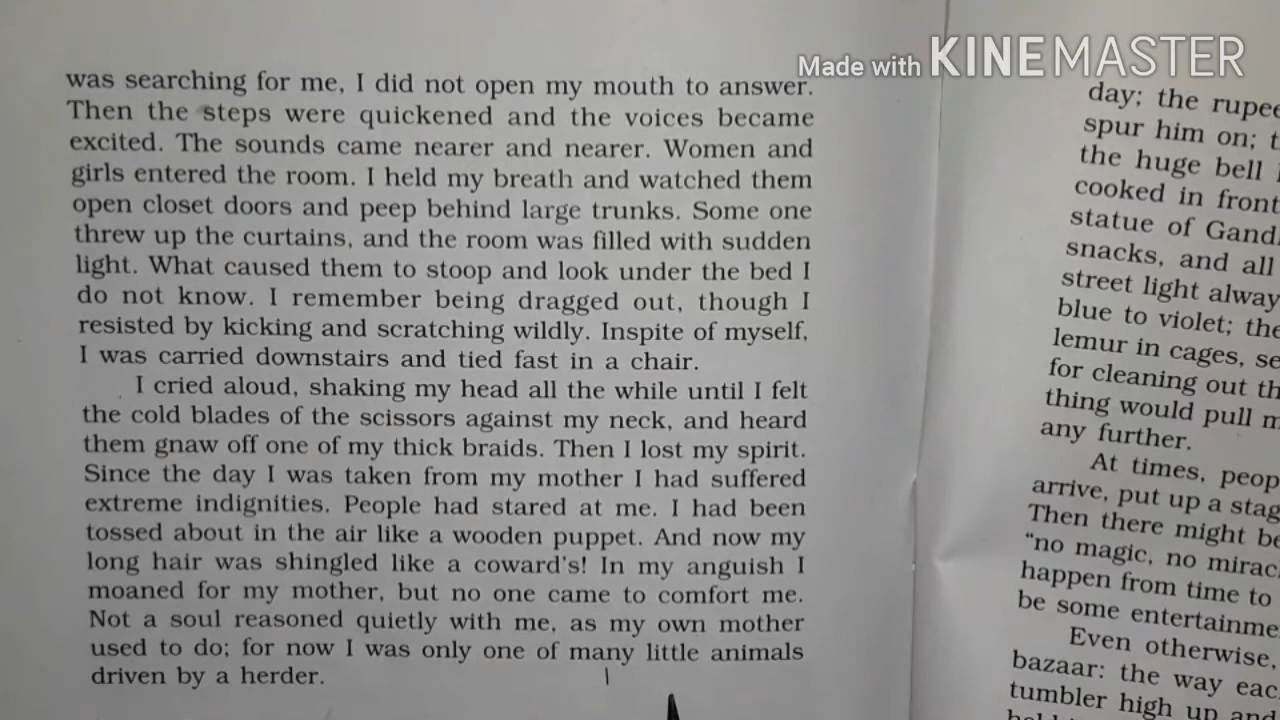 Made with KINEMASTER
was searching for me, I did not open my mouth to answer.
Then the steps were quickened and the voices became
excited. The sounds came nearer and nearer. Women and
girls entered the room. I held my breath and watched them
open closet doors and peep behind large trunks. Some one
threw up the curtains, and the room was filled with sudden
light. What caused them to stoop and look under the bed I
do not know. I remember being dragged out, though I
resisted by kicking and scratching wildly. Inspite of myself,
I was carried downstairs and tied fast in a chair.
I cried aloud, shaking my head all the while until I felt
the cold blades of the scissors against my neck, and heard
them gnaw off one of my thick braids. Then I lost my spirit.
Since the day I was taken from my mother I had suffered
extreme indignities. People had stared at me. I had been
tossed about in the air like a wooden puppet. And now my
long hair was shingled like a coward's! In my anguish I
moaned for my mother, but no one came to comfort me.
Not a soul reasoned quietly with me, as my own mother
used to do; for now I was only one of many little animals
driven by a herder.
day; the
spur him on;
the huge bell
cooked in front
statue of
snacks, and all
street light
blue to violet;
lemur in cages,
for cleaning out
thing would pull
any further.
At times,
arrive, put up a
Then there might
"no magic, no
happen from time to
be some
Even otherwise,
bazaar: the way
tumbler high up and